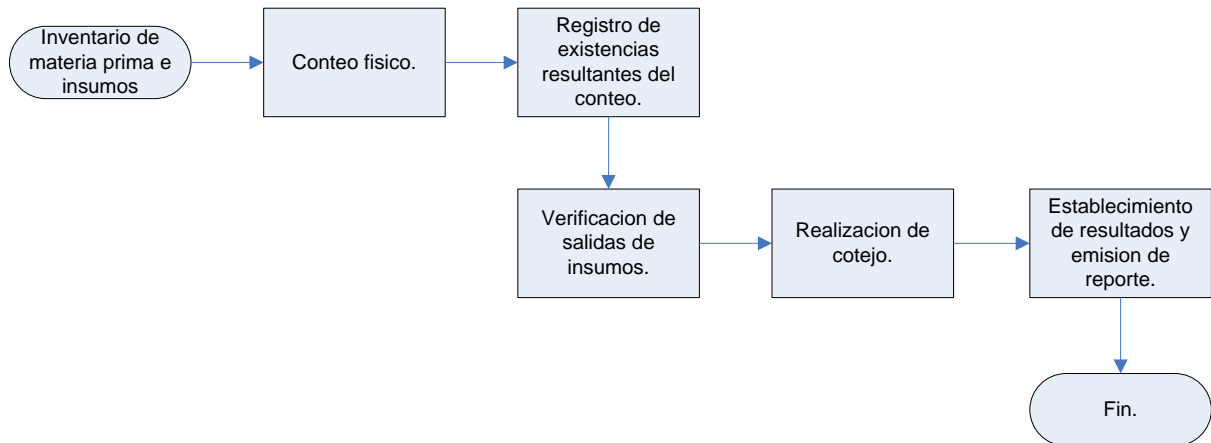 Inventario de
materia prima e
insumos
Conteo fisico.
Registro de
existencias
resultantes del
conteo.
Verificacion de
salidas de
insumos.
Realizacion de
cotejo.
Establecimiento
de resultados y
emision de
reporte.
Fin.